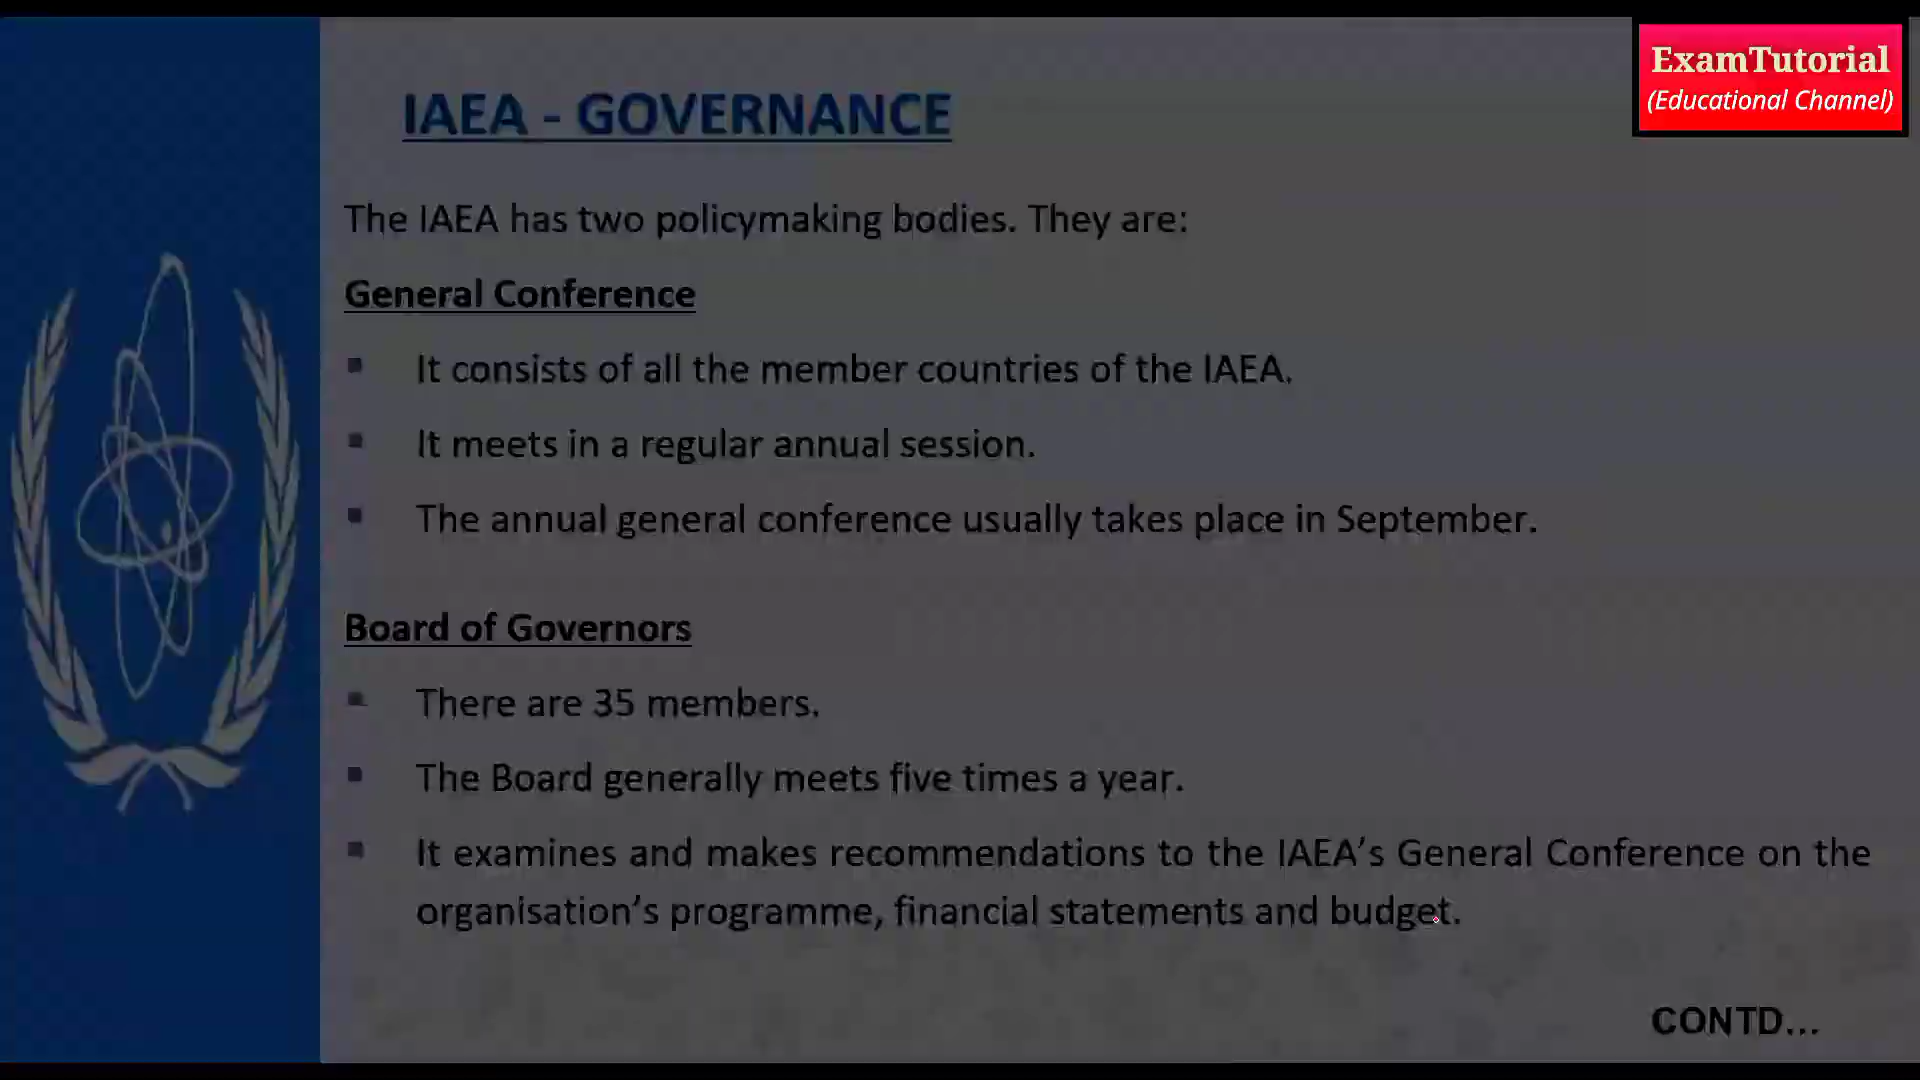 ExamTutorial
(Educational Channel)
IAEA - GOVERNANCE
The IAEA has two policymaking bodies. They are:
General Conference
▪ It consists of all the member countries of the IAEA.
▪ It meets in a regular annual session.
▪ The annual general conference usually takes place in September.
Board of Governors
▪ There are 35 members.
▪ The Board generally meets five times a year.
▪ It examines and makes recommendations to the IAEA’s General Conference on the
organisation’s programme, financial statements and budget.
CONTD...